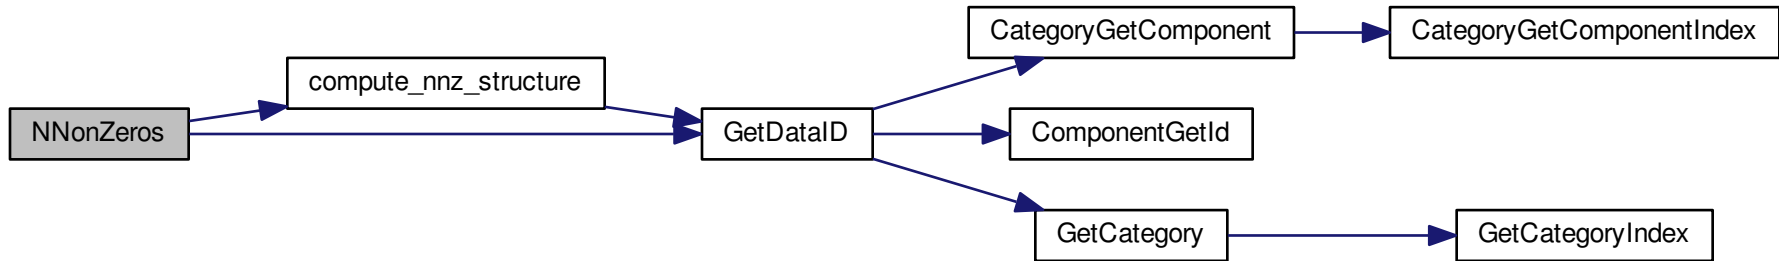 NNonZeros
compute_nnz_structure
GetDataID
CategoryGetComponent
CategoryGetComponentIndex
ComponentGetId
GetCategory
GetCategoryIndex